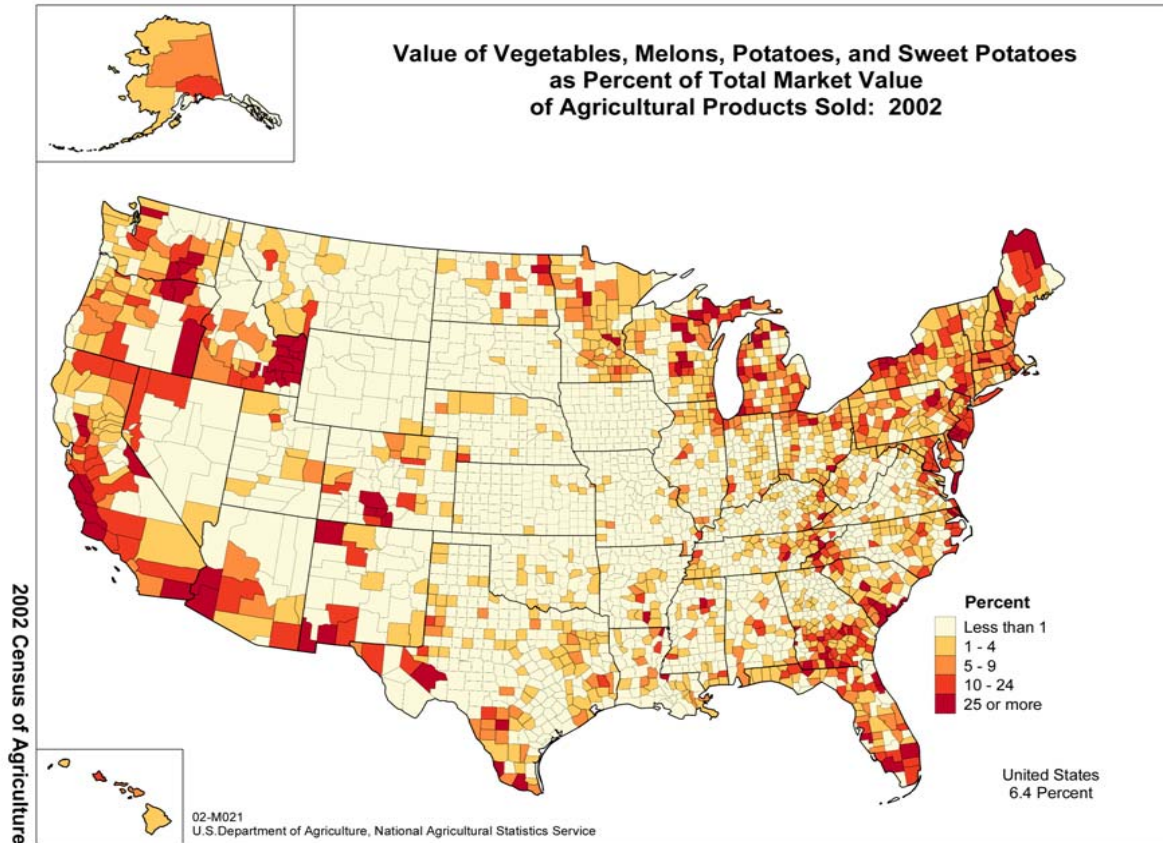 Value of Vegetables, Melons, Potatoes, and Sweet Potatoes
as Percent of Total Market Value
of Agricultural Products Sold: 2002
2002 Census of Agriculture
Percent
Less than 1
1 - 4
5 - 9
10 - 24
25 or more
United States
6.4 Percent
02-M021
U.S.Department of Agriculture, National Agricultural Statistics Service